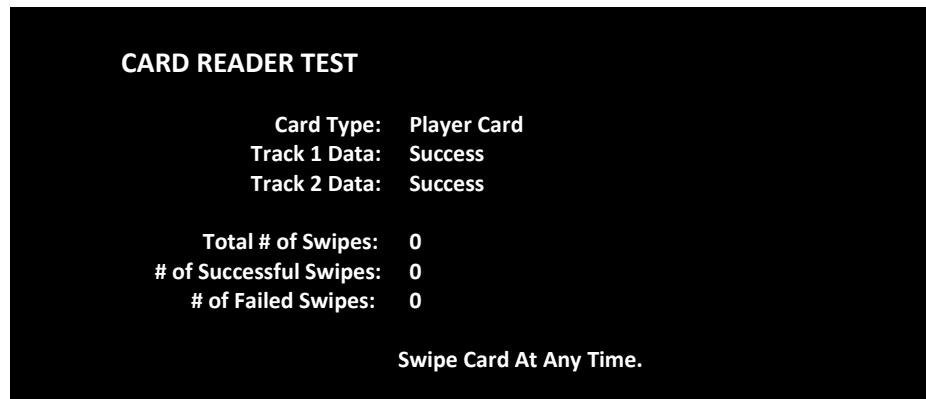 CARD READER TEST
Card Type: Player Card
Track 1 Data: Success
Track 2 Data: Success
Total # of Swipes: 0
# of Successful Swipes: 0
# of Failed Swipes: 0
Swipe Card At Any Time.